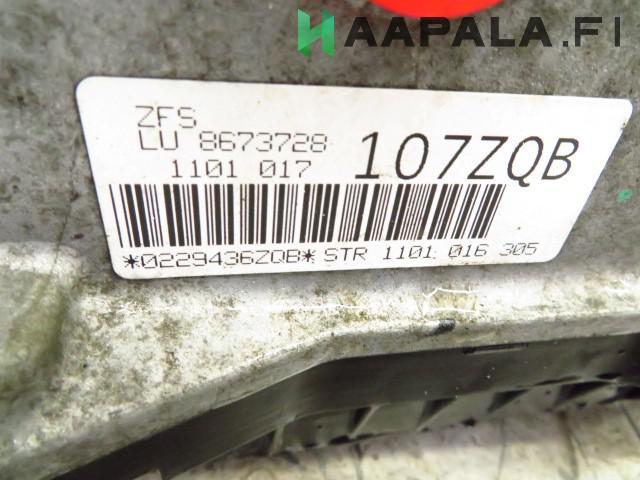 HAAPALA.FI
ZFS
LU 8673728
1101 017
107ZQB
*0229436ZQB* STR 1101 016 305